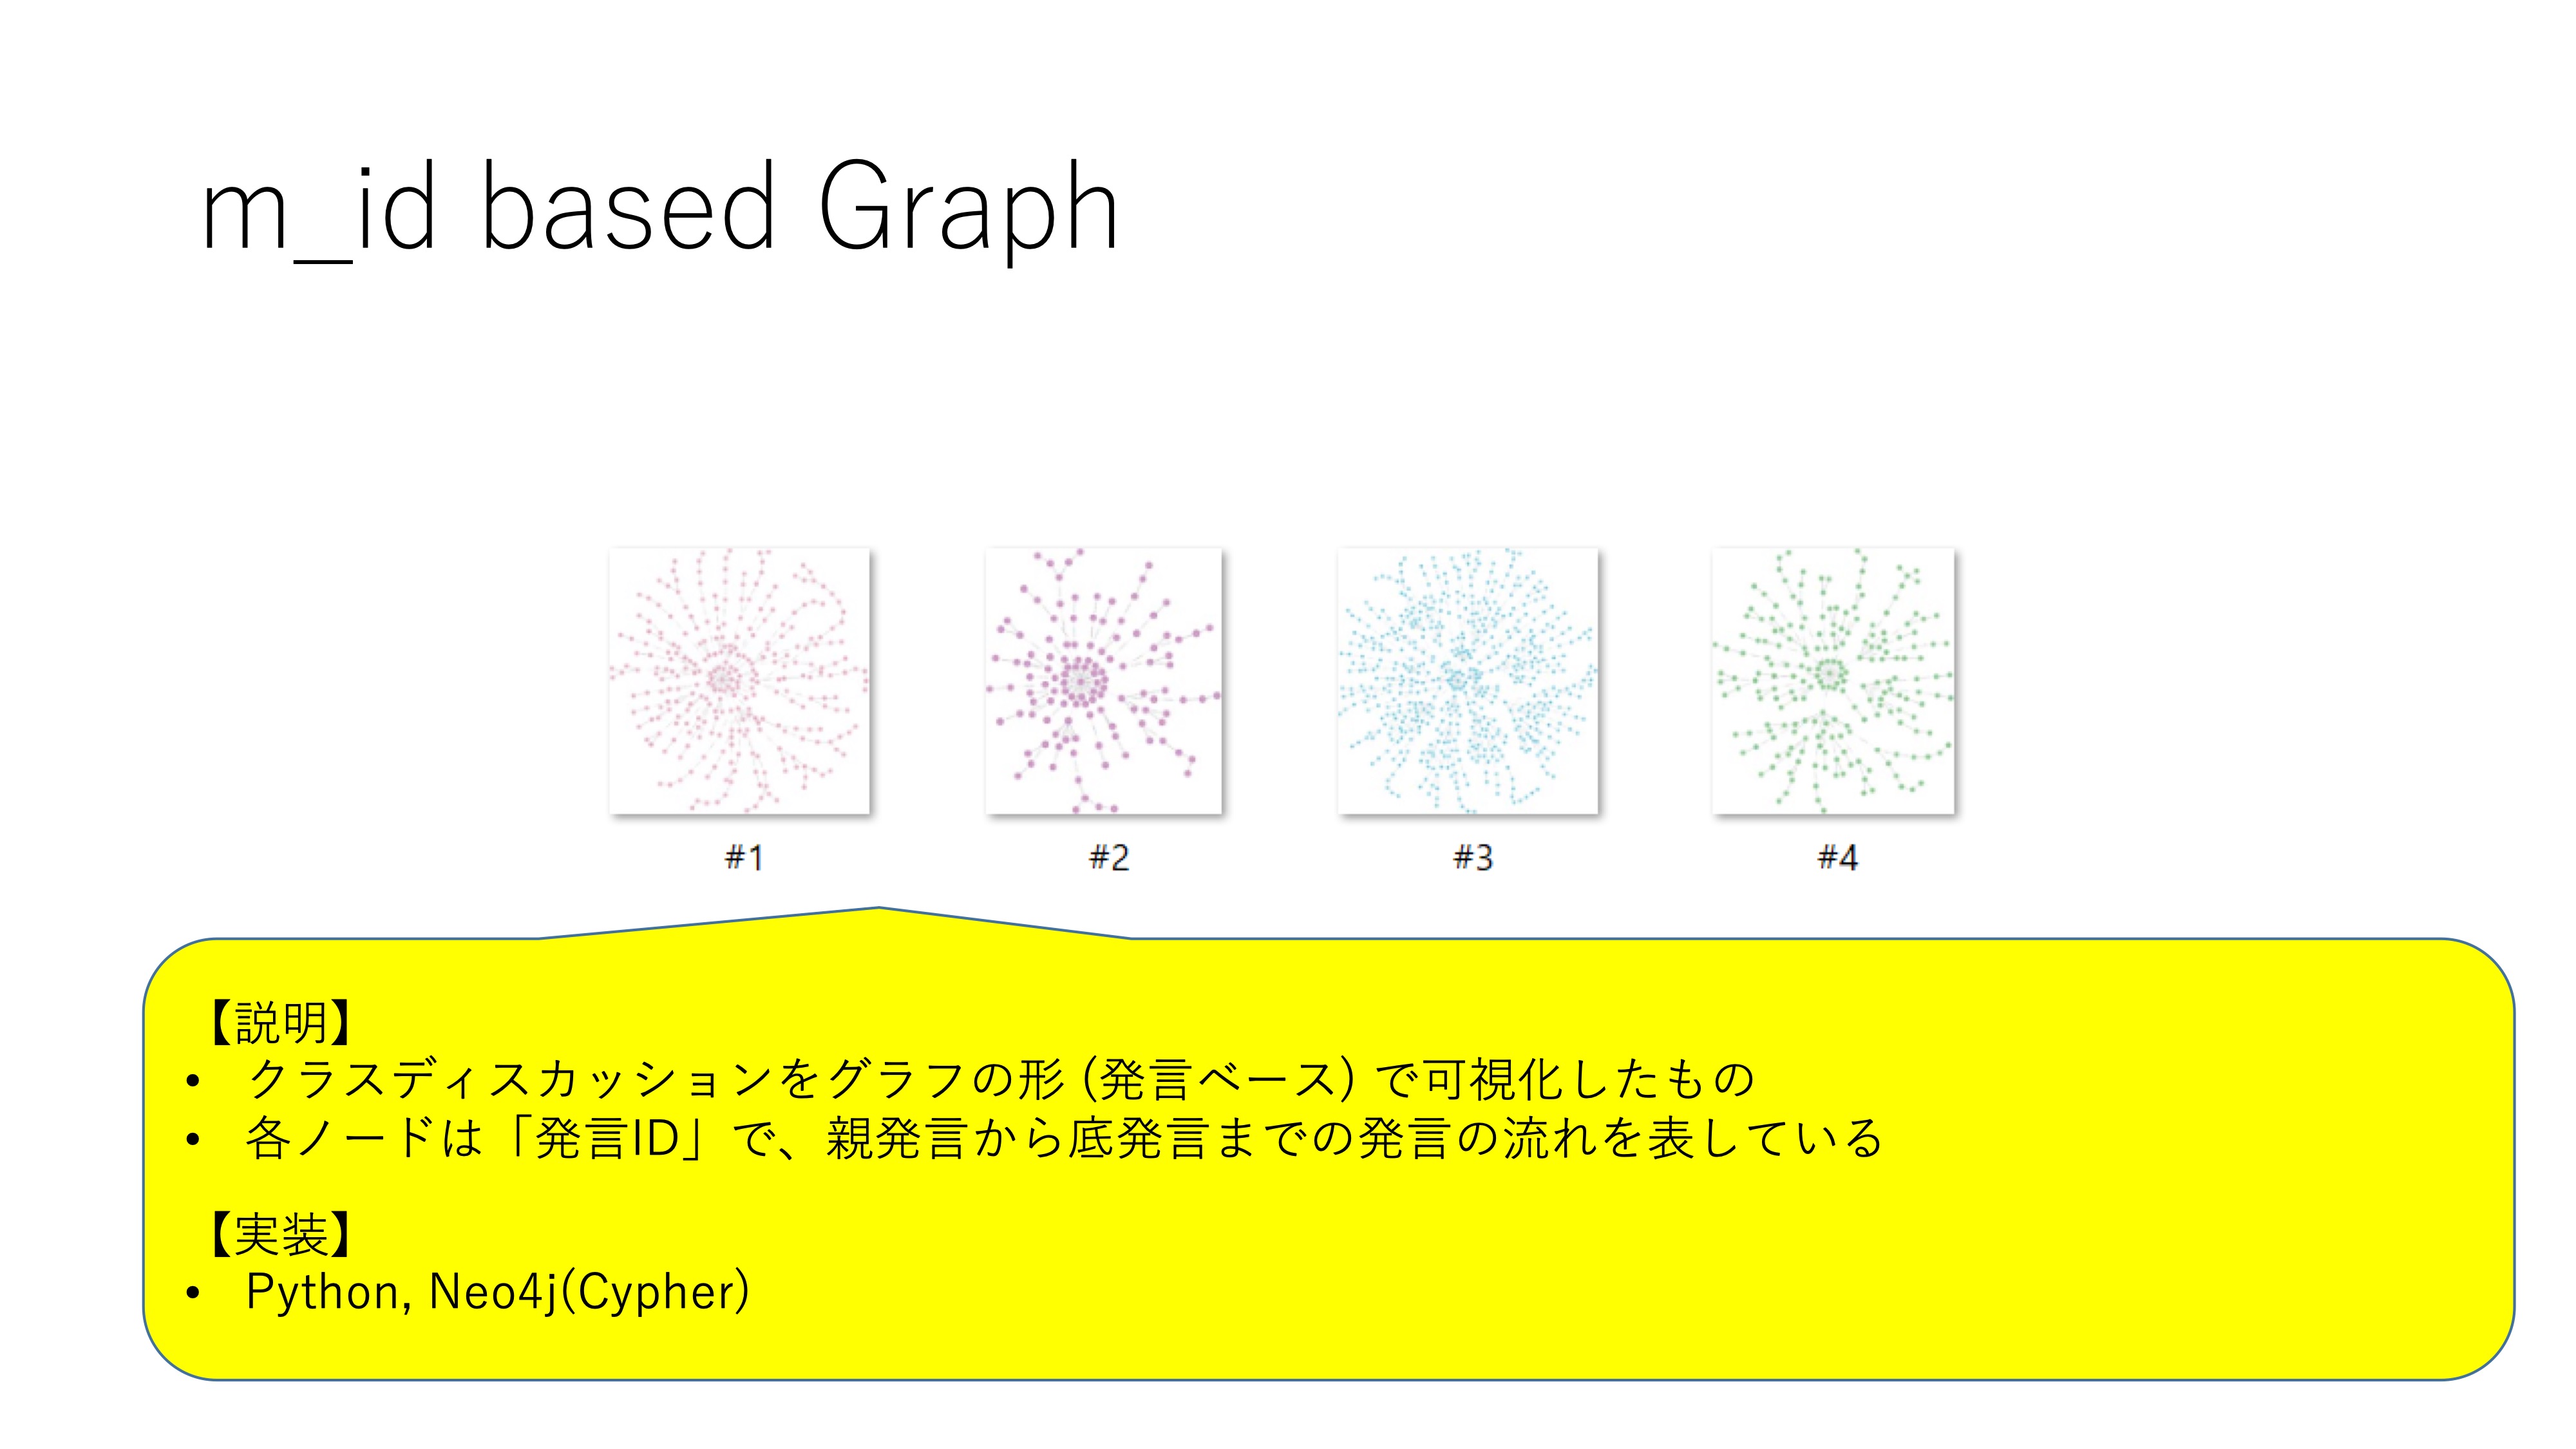 m_id based Graph
#1 #2 #3 #4
【説明】
• クラスディスカッションをグラフの形 (発言ベース) で可視化したもの
• 各ノードは「発言ID」で、親発言から底発言までの発言の流れを表している
【実装】
• Python, Neo4j(Cypher)